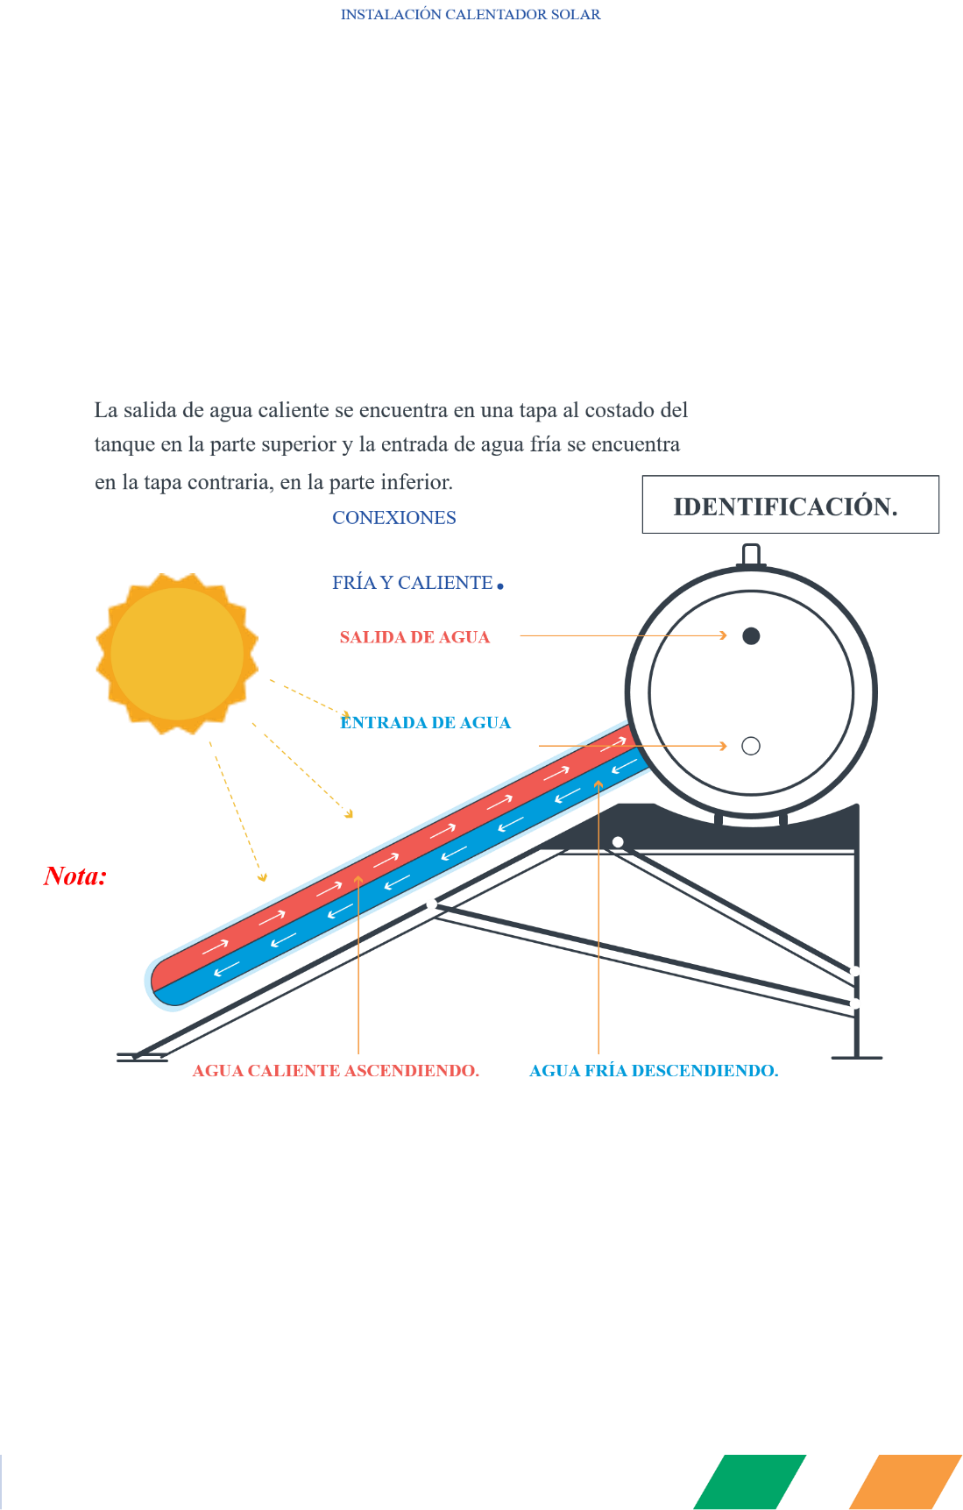 INSTALACIÓN CALENTADOR SOLAR
La salida de agua caliente se encuentra en una tapa al costado del
tanque en la parte superior y la entrada de agua fría se encuentra
en la tapa contraria, en la parte inferior.
IDENTIFICACIÓN.
CONEXIONES
FRÍA Y CALIENTE.
SALIDA DE AGUA
ENTRADA DE AGUA
Nota:
AGUA CALIENTE ASCENDIENDO.
AGUA FRÍA DESCENDIENDO.